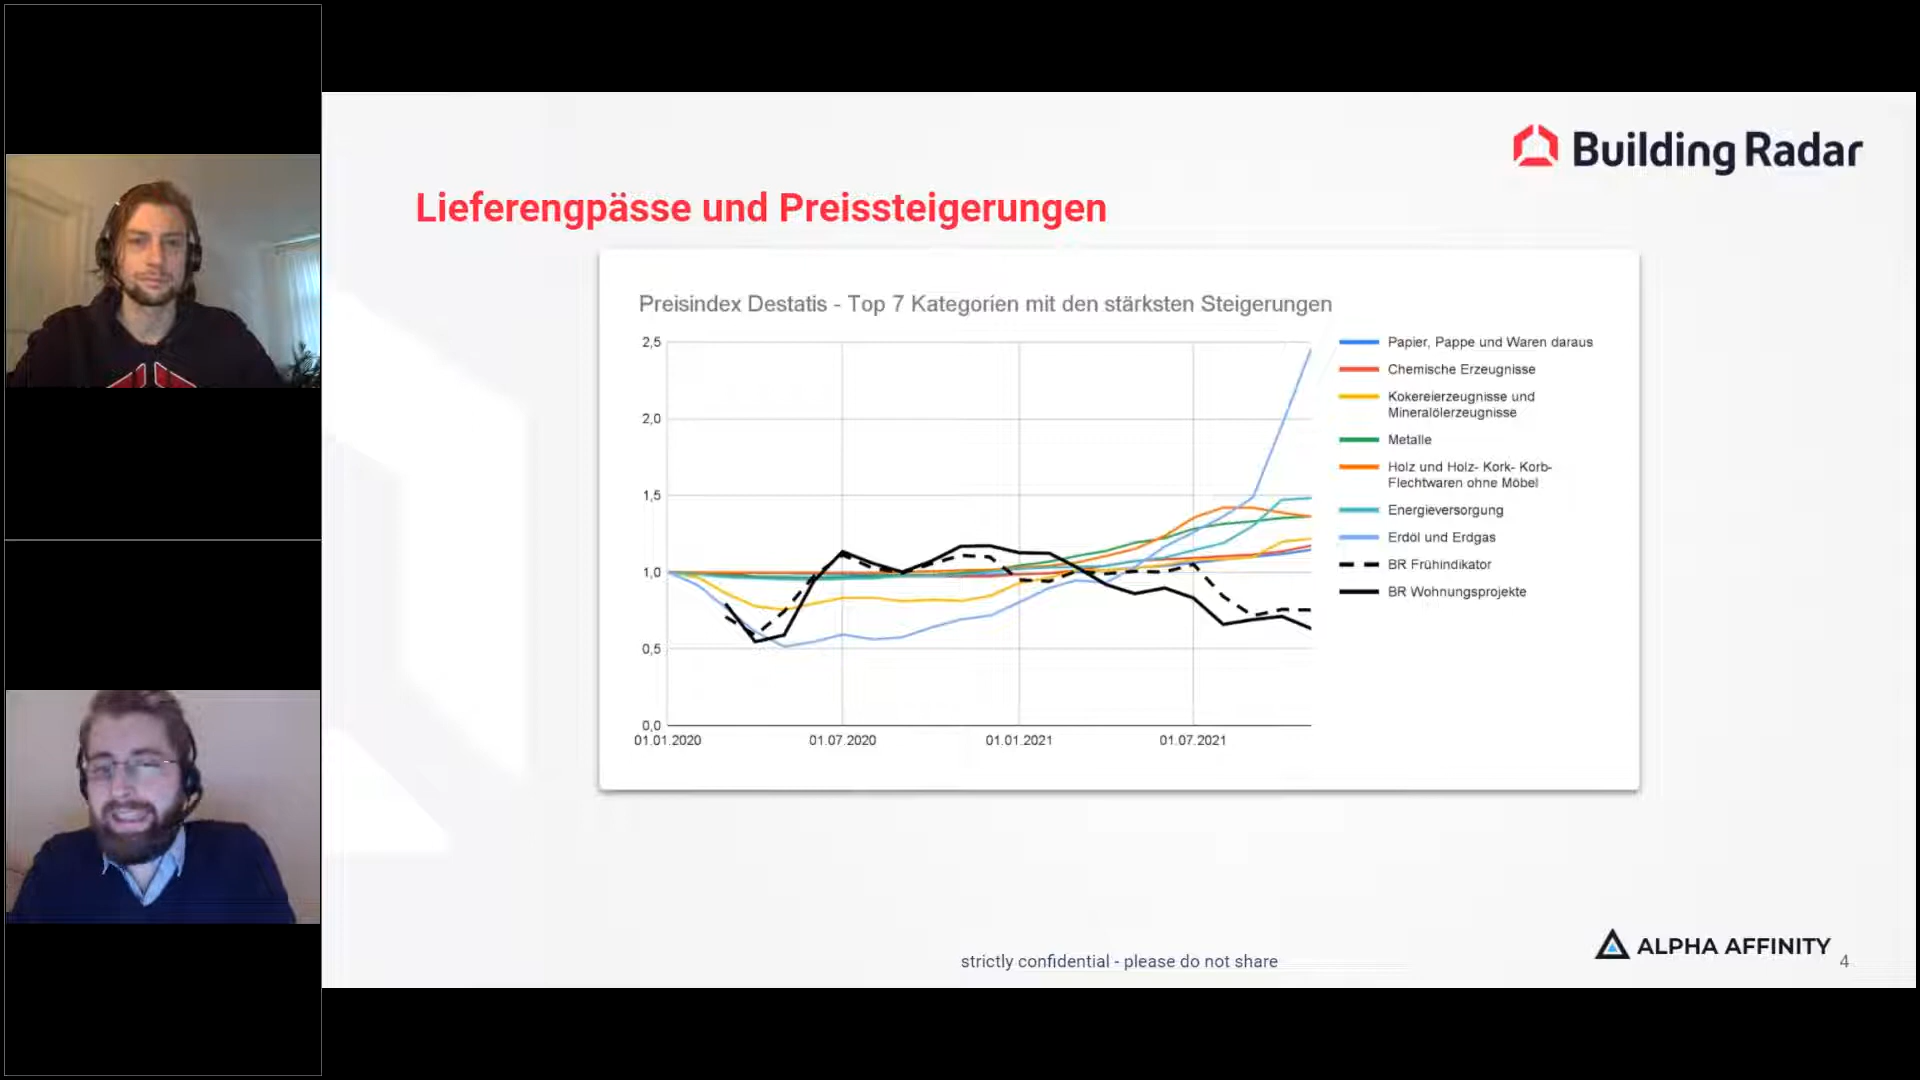 Building Radar
Lieferengpässe und Preissteigerungen
Preisindex Destatis - Top 7 Kategorien mit den stärksten Steigerungen
2,5
2,0
1,5
1,0
0,5
0,0
01.01.2020
01.07.2020
01.01.2021
01.07.2021
Papier, Pappe und Waren daraus
Chemische Erzeugnisse
Kokereierzeugnisse und
Mineralölerzeugnisse
Metalle
Holz und Holz- Kork- Korb-
Flechtwaren ohne Möbel
Energieversorgung
Erdöl und Erdgas
BR Frühindikator
BR Wohnungsprojekte
strictly confidential - please do not share
ALPHA AFFINITY
4